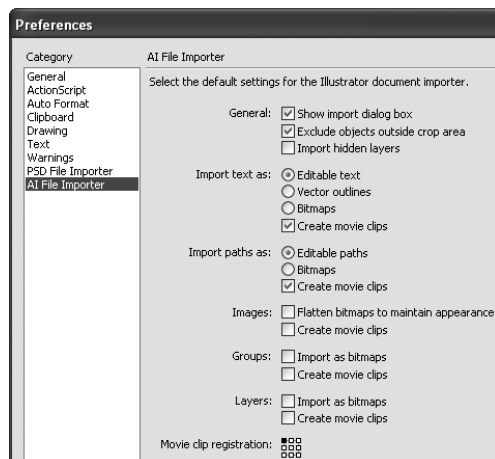 Preferences
Category
General
ActionScript
Auto Format
Clipboard
Drawing
Text
Warnings
PSD File Importer
AI File Importer
AI File Importer
Select the default settings for the Illustrator document importer.
General: Show import dialog box
Exclude objects outside crop area
Import hidden layers
Import text as: Editable text
Vector outlines
Bitmaps
Create movie clips
Import paths as: Editable paths
Bitmaps
Create movie clips
Images: Flatten bitmaps to maintain appearance
Create movie clips
Groups: Import as bitmaps
Create movie clips
Layers: Import as bitmaps
Create movie clips
Movie clip registration: